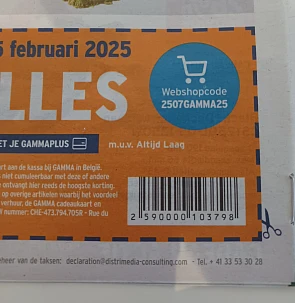 5 februari 2025
LLES
Webshopcode
2507GAMMA25
ET JE GAMMAPLUS
m.u.v. Altijd Laag
art aan de kassa bij GAMMA in België.
s niet cumuleerbaar met deze of andere
e ontvangt hier reeds de hoogste korting.
op overige artikelen waarbij het voordeel
verhuur, de GAMMA cadeaukaart en
nummer: CHE-473.794.705R - Rue du
2 590000 103798
heer van de taksen: declaration@distrimedia-consulting.com - Tel. + 41 33 53 30 28